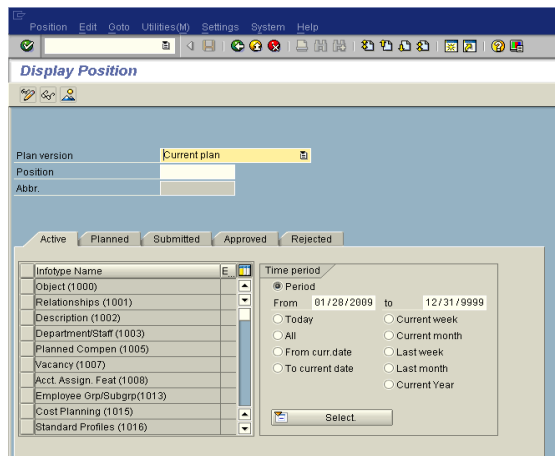 Position Edit Goto Utilities(M) Settings System Help
Display Position
Plan version Current plan
Position
Abbr.
Active Planned Submitted Approved Rejected
Infotype Name E...
Object (1000)
Relationships (1001)
Description (1002)
Department/Staff (1003)
Planned Compen (1005)
Vacancy (1007)
Acct. Assign. Feat (1008)
Employee Grp/Subgrp(1013)
Cost Planning (1015)
Standard Profiles (1016)
Time period
Period
From 01/28/2009 to 12/31/9999
Today Current week
All Current month
From curr.date Last week
To current date Last month
Current Year
Select.